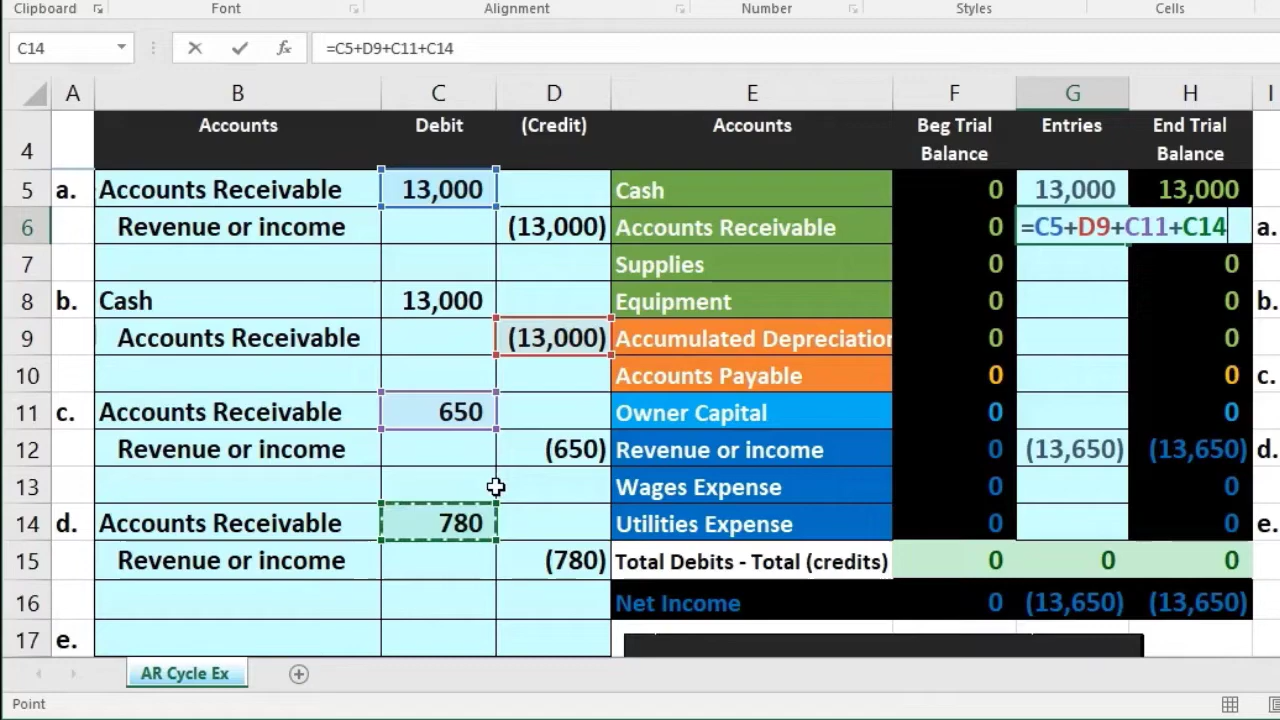 Clipboard Font Alignment Number Styles Cells
C14 fx =C5+D9+C11+C14
A B C D E F G H I
4 Accounts Debit (Credit) Accounts Beg Trial Balance Entries End Trial Balance
5 a. Accounts Receivable 13,000 Cash 0 13,000 13,000
6 Revenue or income (13,000) Accounts Receivable 0 =C5+D9+C11+C14 a.
7 Supplies 0 0
8 b. Cash 13,000 Equipment 0 0 b.
9 Accounts Receivable (13,000) Accumulated Depreciation 0 0
10 Accounts Payable 0 0 c.
11 c. Accounts Receivable 650 Owner Capital 0 0
12 Revenue or income (650) Revenue or income 0 (13,650) (13,650) d.
13 Wages Expense 0 0
14 d. Accounts Receivable 780 Utilities Expense 0 0 e.
15 Revenue or income (780) Total Debits - Total (credits) 0 0 0
16 Net Income 0 (13,650) (13,650)
17 e.
AR Cycle Ex
Point